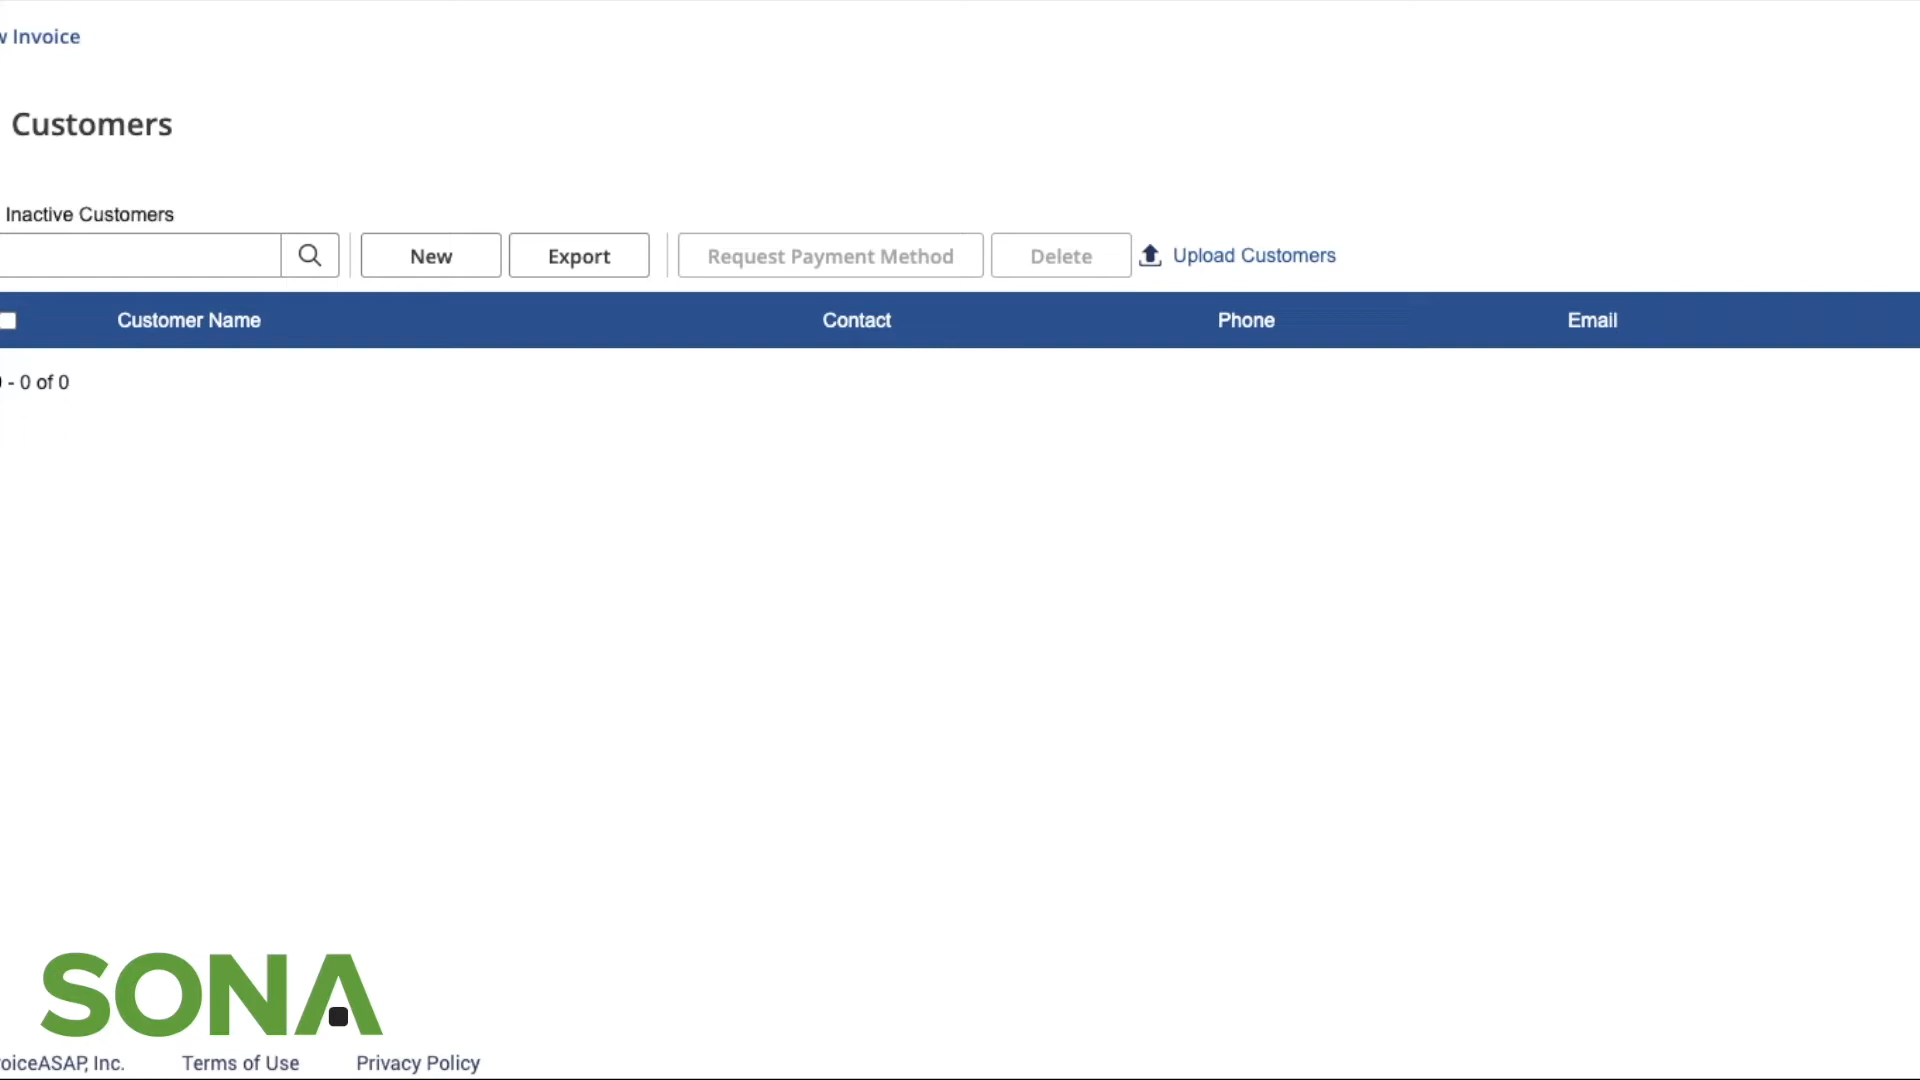 Invoice
Customers
Inactive Customers
New Export Request Payment Method Delete Upload Customers
Customer Name Contact Phone Email
- 0 of 0
SONA
oiceASAP, Inc. Terms of Use Privacy Policy